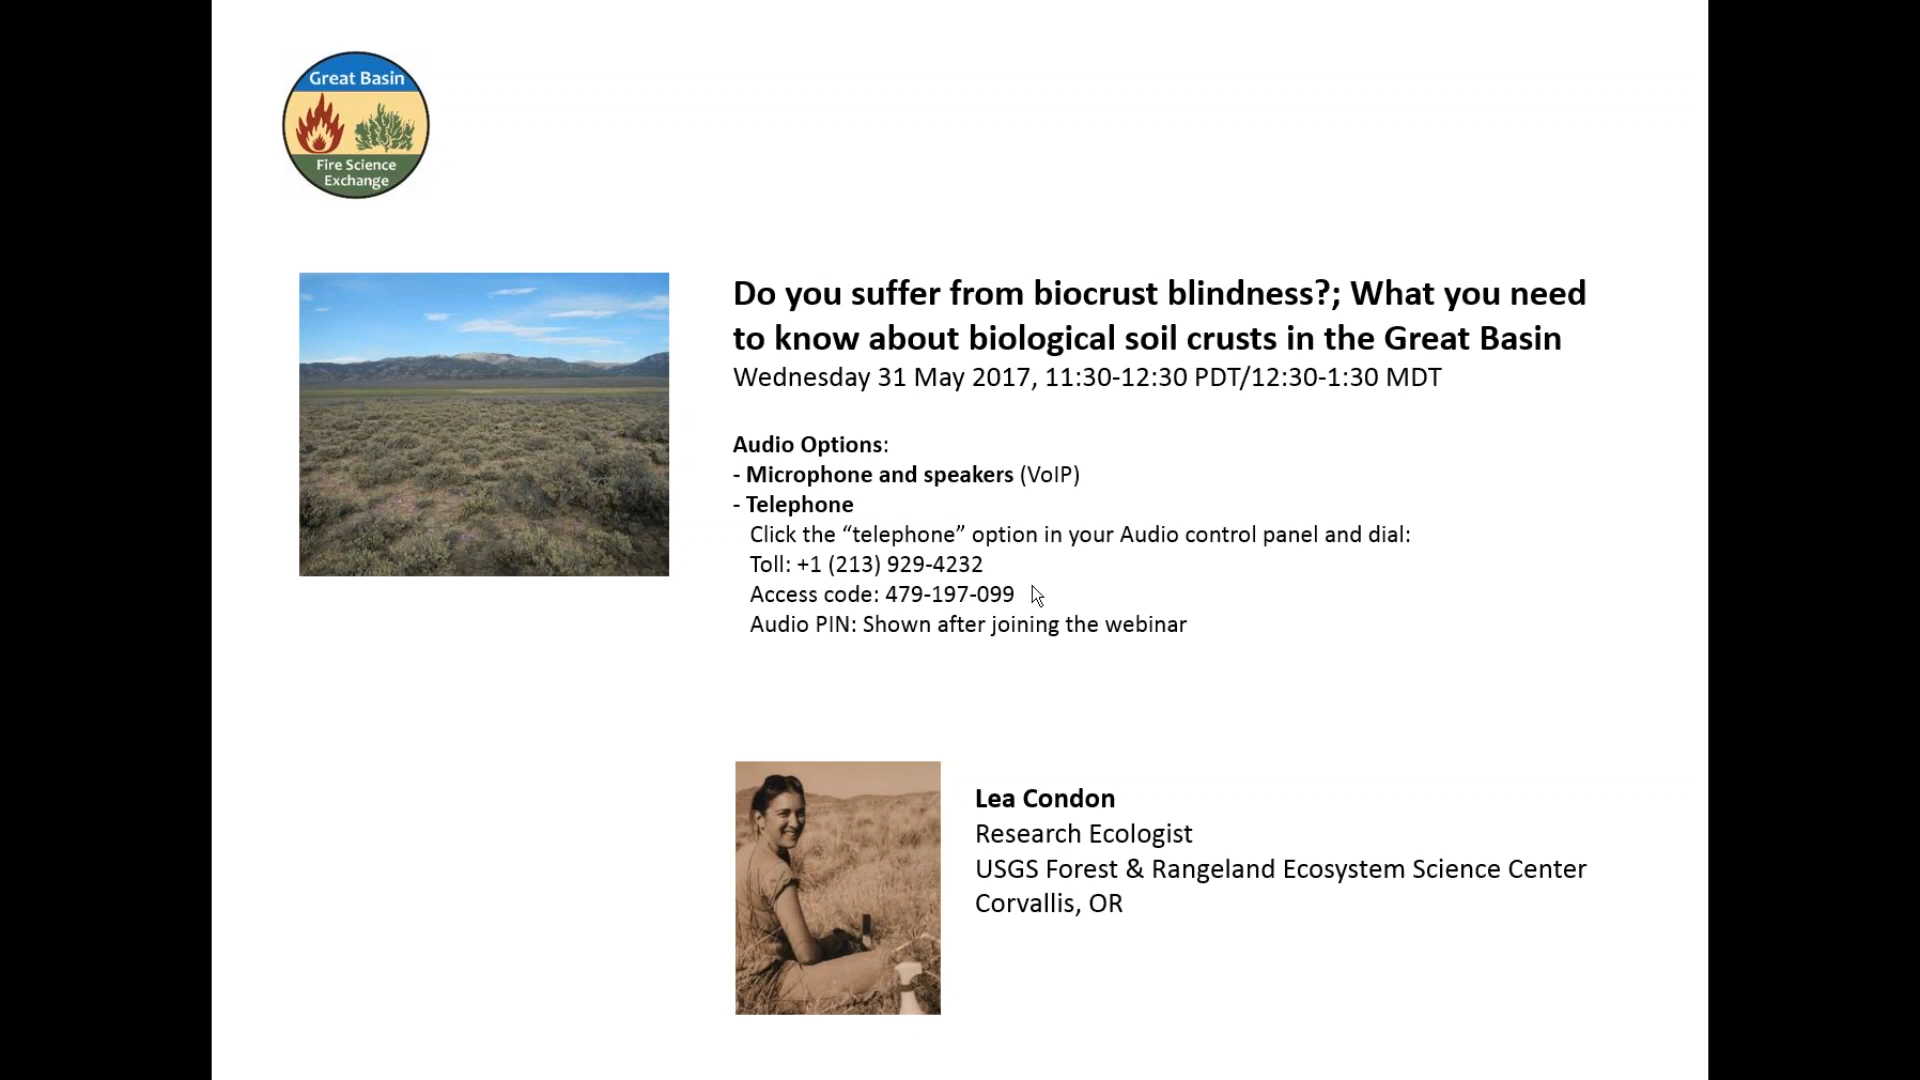 Great Basin
Fire Science
Exchange
Do you suffer from biocrust blindness?; What you need
to know about biological soil crusts in the Great Basin
Wednesday 31 May 2017, 11:30-12:30 PDT/12:30-1:30 MDT
Audio Options:
- Microphone and speakers (VoIP)
- Telephone
Click the “telephone” option in your Audio control panel and dial:
Toll: +1 (213) 929-4232
Access code: 479-197-099
Audio PIN: Shown after joining the webinar
Lea Condon
Research Ecologist
USGS Forest & Rangeland Ecosystem Science Center
Corvallis, OR